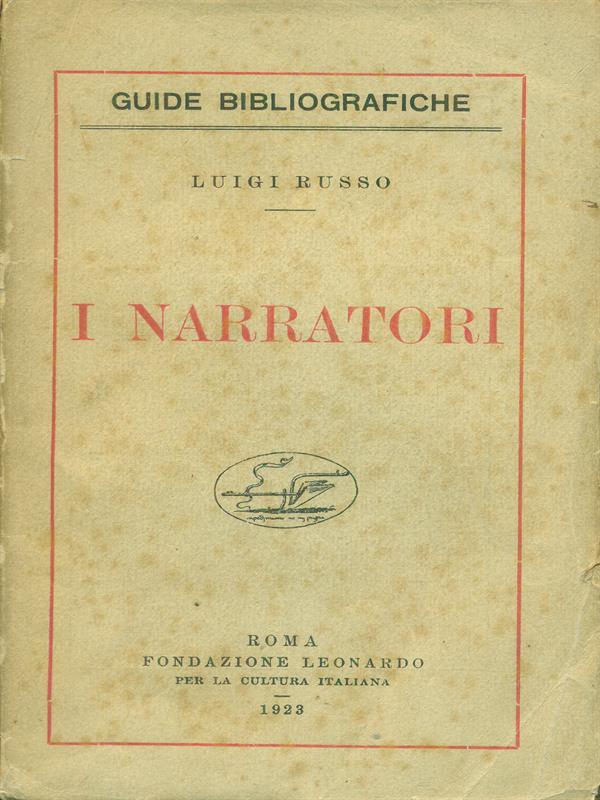 GUIDE BIBLIOGRAFICHE
LUIGI RUSSO
I NARRATORI
ROMA
FONDAZIONE LEONARDO
PER LA CULTURA ITALIANA
1923